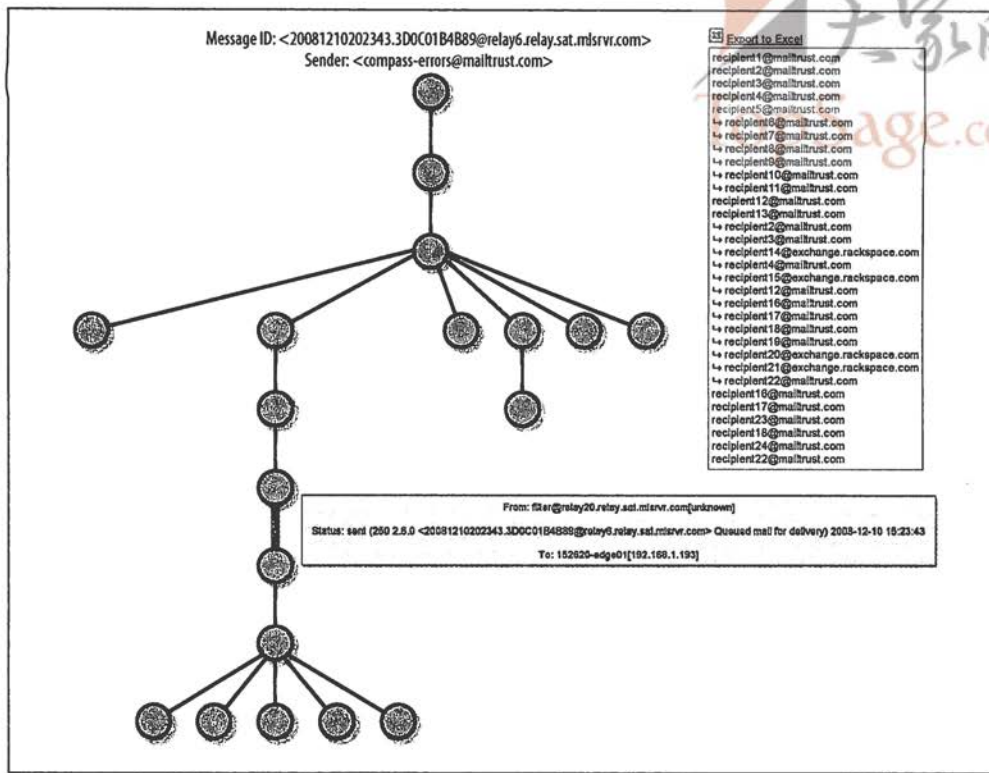 Message ID: <20081210202343.3D0C01B4B89@relay6.relay.sat.mlsrvr.com>
Sender: <compass-errors@mailtrust.com>
Export to Excel
recipient1@mailtrust.com
recipient2@mailtrust.com
recipient3@mailtrust.com
recipient4@mailtrust.com
recipient5@mailtrust.com
↳ recipient6@mailtrust.com
↳ recipient7@mailtrust.com
↳ recipient8@mailtrust.com
↳ recipient9@mailtrust.com
↳ recipient10@mailtrust.com
↳ recipient11@mailtrust.com
recipient12@mailtrust.com
recipient13@mailtrust.com
↳ recipient2@mailtrust.com
↳ recipient3@mailtrust.com
↳ recipient14@exchange.rackspace.com
↳ recipient4@mailtrust.com
↳ recipient15@exchange.rackspace.com
↳ recipient12@mailtrust.com
↳ recipient16@mailtrust.com
↳ recipient17@mailtrust.com
↳ recipient18@mailtrust.com
↳ recipient19@mailtrust.com
↳ recipient20@exchange.rackspace.com
↳ recipient21@exchange.rackspace.com
↳ recipient22@mailtrust.com
recipient16@mailtrust.com
recipient17@mailtrust.com
recipient23@mailtrust.com
recipient18@mailtrust.com
recipient24@mailtrust.com
recipient22@mailtrust.com
From: filter@relay20.relay.sat.mlsrvr.com[unknown]
Status: sent (250 2.6.0 <20081210202343.3D0C01B4B89@relay6.relay.sat.mlsrvr.com> Queued mail for delivery) 2008-12-10 15:23:43
To: 152620-edge01[192.168.1.193]